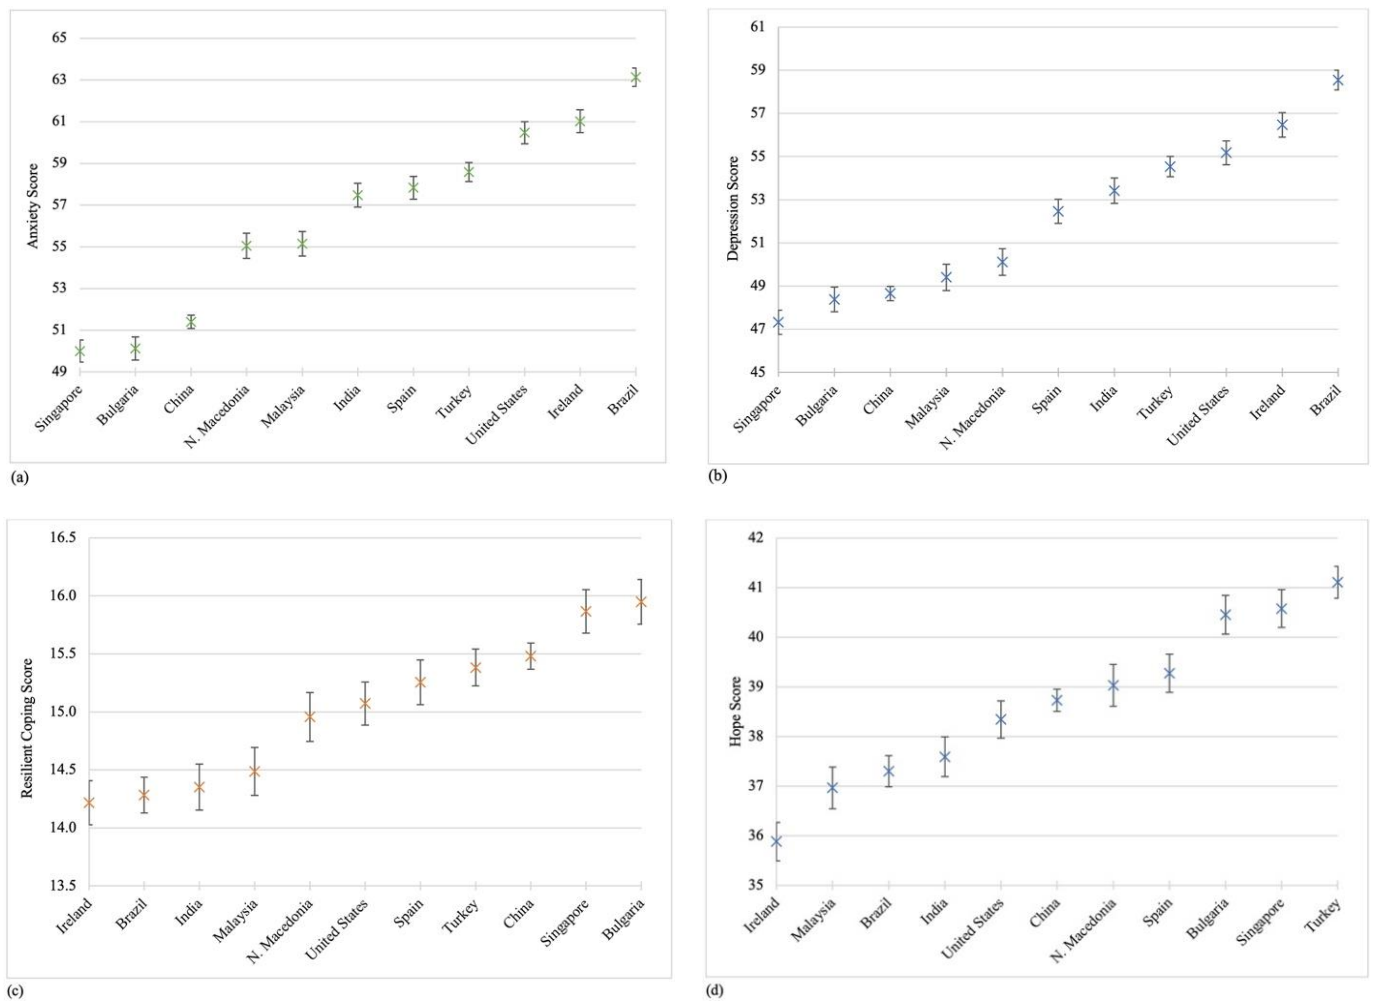 65
63
61
59
57
55
53
51
49
Anxiety Score
Singapore
Bulgaria
China
N. Macedonia
Malaysia
India
Spain
Turkey
United States
Ireland
Brazil
(a)
61
59
57
55
53
51
49
47
45
Depression Score
Singapore
Bulgaria
China
Malaysia
N. Macedonia
Spain
India
Turkey
United States
Ireland
Brazil
(b)
16.5
16.0
15.5
15.0
14.5
14.0
13.5
Resilient Coping Score
Ireland
Brazil
India
Malaysia
N. Macedonia
United States
Spain
Turkey
China
Singapore
Bulgaria
(c)
42
41
40
39
38
37
36
35
Hope Score
Ireland
Malaysia
Brazil
India
United States
China
N. Macedonia
Spain
Bulgaria
Singapore
Turkey
(d)